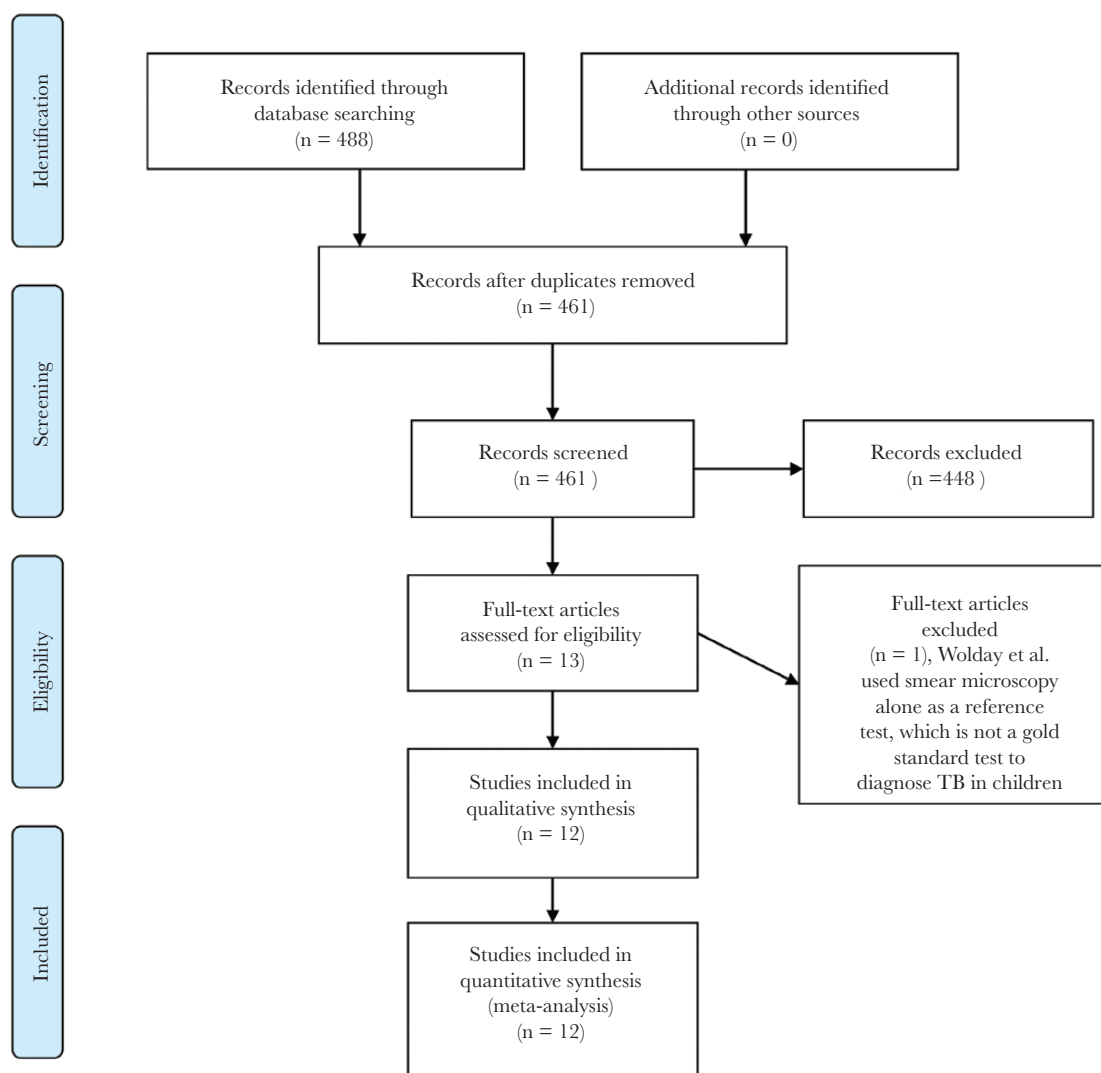 Identification
Records identified through
database searching
(n = 488)
Additional records identified
through other sources
(n = 0)
Records after duplicates removed
(n = 461)
Screening
Records screened
(n = 461 )
Records excluded
(n =448 )
Eligibility
Full-text articles
assessed for eligibility
(n = 13)
Full-text articles
excluded
(n = 1), Wolday et al.
used smear microscopy
alone as a reference
test, which is not a gold
standard test to
diagnose TB in children
Studies included in
qualitative synthesis
(n = 12)
Included
Studies included in
quantitative synthesis
(meta-analysis)
(n = 12)